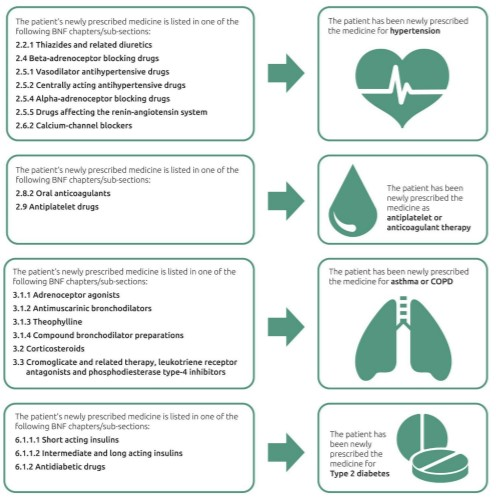 The patient's newly prescribed medicine is listed in one of the
following BNF chapters/sub-sections:
2.2.1 Thiazides and related diuretics
2.4 Beta-adrenoceptor blocking drugs
2.5.1 Vasodilator antihypertensive drugs
2.5.2 Centrally acting antihypertensive drugs
2.5.4 Alpha-adrenoceptor blocking drugs
2.5.5 Drugs affecting the renin-angiotensin system
2.6.2 Calcium-channel blockers
The patient has been newly prescribed
the medicine for hypertension
The patient's newly prescribed medicine is listed in one of the
following BNF chapters/sub-sections:
2.8.2 Oral anticoagulants
2.9 Antiplatelet drugs
The patient has been
newly prescribed the
medicine as
antiplatelet or
anticoagulant therapy
The patient's newly prescribed medicine is listed in one of the
following BNF chapters/sub-sections:
3.1.1 Adrenoceptor agonists
3.1.2 Antimuscarinic bronchodilators
3.1.3 Theophylline
3.1.4 Compound bronchodilator preparations
3.2 Corticosteroids
3.3 Cromoglicate and related therapy, leukotriene receptor
antagonists and phosphodiesterase type-4 inhibitors
The patient has been newly prescribed
the medicine for asthma or COPD
The patient's newly prescribed medicine is listed in one of the
following BNF chapters/sub-sections:
6.1.1.1 Short acting insulins
6.1.1.2 Intermediate and long acting insulins
6.1.2 Antidiabetic drugs
The patient has
been newly
prescribed the
medicine for
Type 2 diabetes